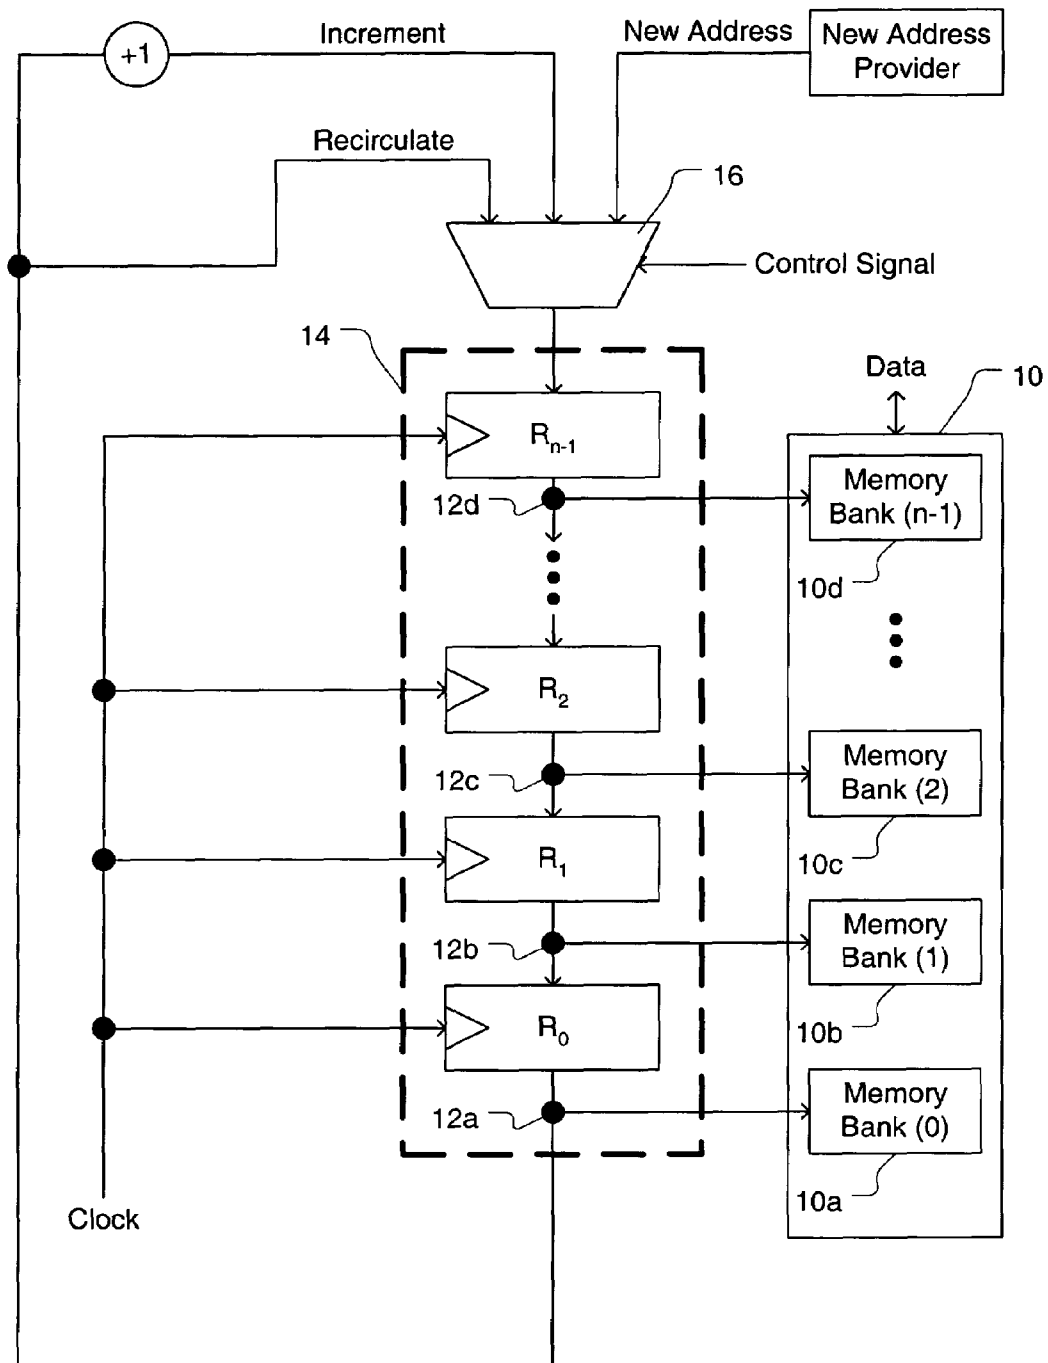 +1
Increment
New Address
New Address
Provider
Recirculate
16
Control Signal
14
Data
10
Rn-1
12d
Memory
Bank (n-1)
10d
R2
12c
Memory
Bank (2)
10c
R1
12b
Memory
Bank (1)
10b
R0
12a
Memory
Bank (0)
10a
Clock